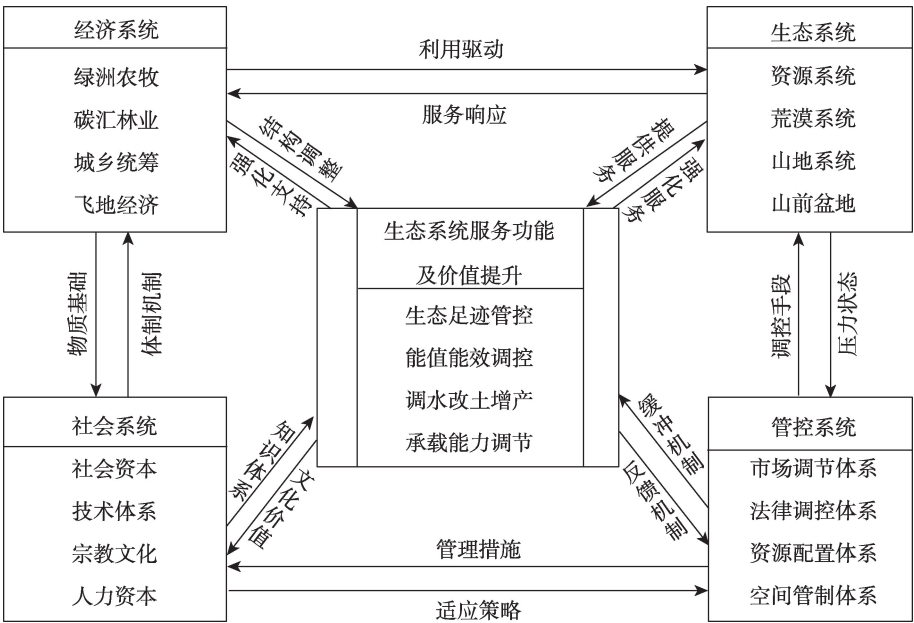 经济系统
绿洲农牧
碳汇林业
城乡统筹
飞地经济
利用驱动
服务响应
生态系统
资源系统
荒漠系统
山地系统
山前盆地
结构调整
强化支持
提供服务
强化服务
生态系统服务功能
及价值提升
生态足迹管控
能值能效调控
调水改土增产
承载能力调节
物质基础
体制机制
调控手段
压力状态
社会系统
社会资本
技术体系
宗教文化
人力资本
知识体系
文化价值
缓冲机制
反馈机制
管理措施
适应策略
管控系统
市场调节体系
法律调控体系
资源配置体系
空间管制体系